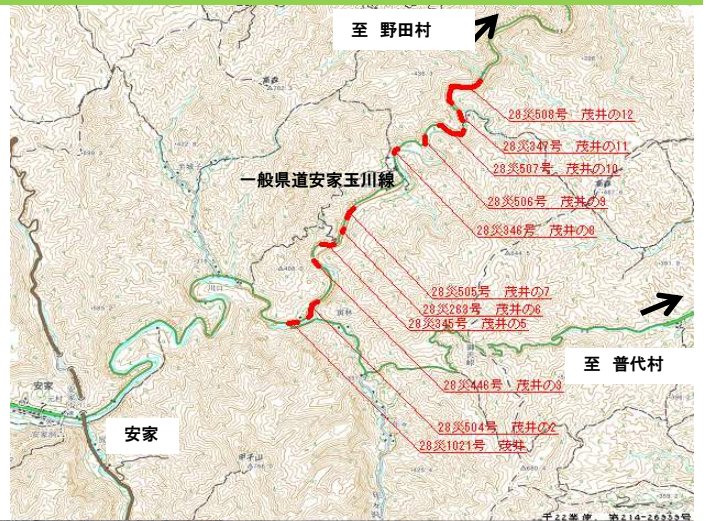 至 野田村
28災508号 茂井の12
28災347号 茂井の11
28災507号 茂井の10
一般県道安家玉川線
28災506号 茂井の9
28災346号 茂井の8
28災505号 茂井の7
28災263号 茂井の6
28災345号 茂井の5
至 普代村
28災446号 茂井の3
安家
28災504号 茂井の2
安家
28災1021号 茂井
川口